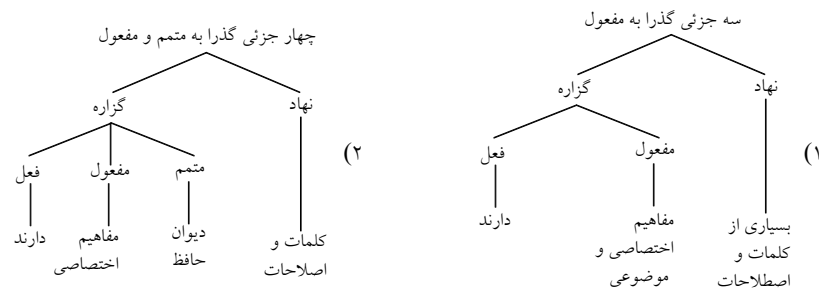 سه جزئی گذرا به مفعول
نهاد
گزاره
مفعول
فعل
۱)
بسیاری از
کلمات و
اصطلاحات
مفاهیم
اختصاصی و
موضوعی
دارند
چهار جزئی گذرا به متمم و مفعول
نهاد
گزاره
متمم
مفعول
فعل
۲)
کلمات و
اصلاحات
دیوان
حافظ
مفاهیم
اختصاصی
دارند